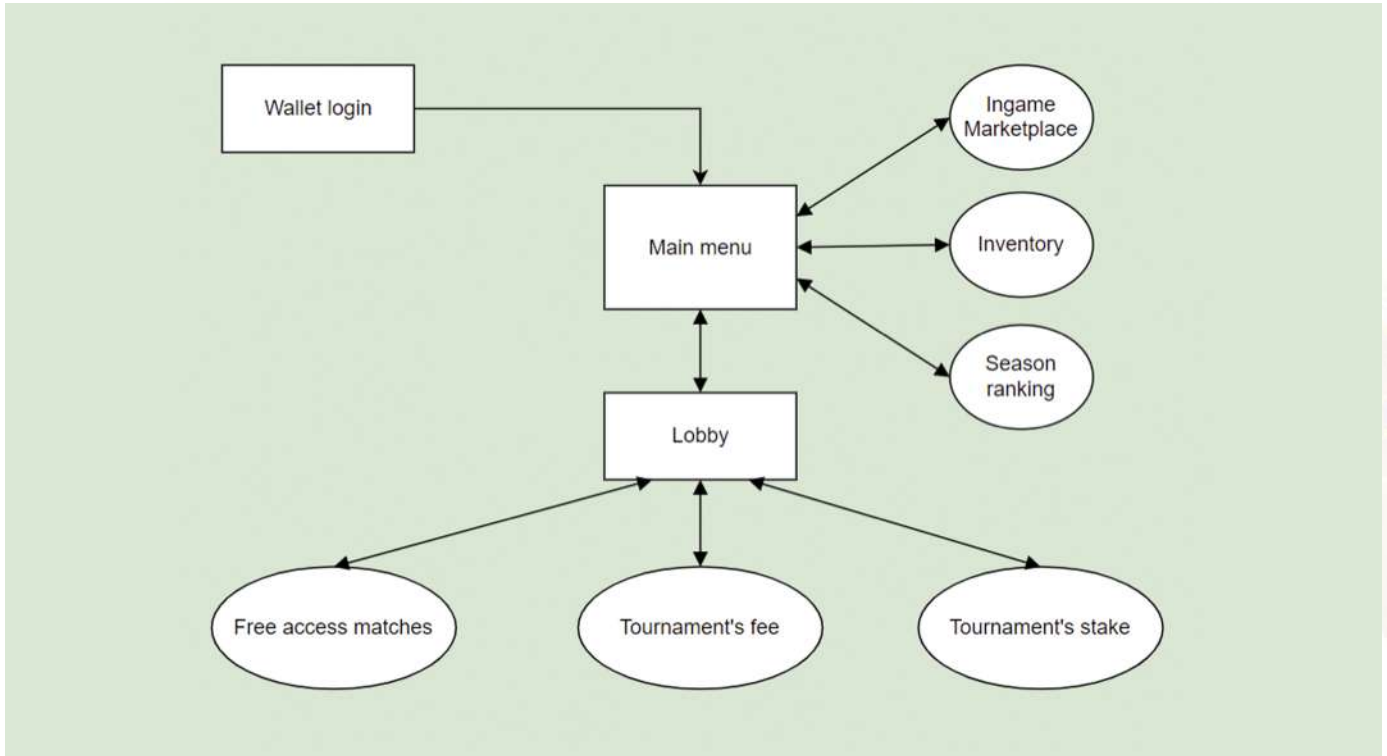 Wallet login
Ingame
Marketplace
Main menu
Inventory
Season
ranking
Lobby
Free access matches
Tournament's fee
Tournament's stake